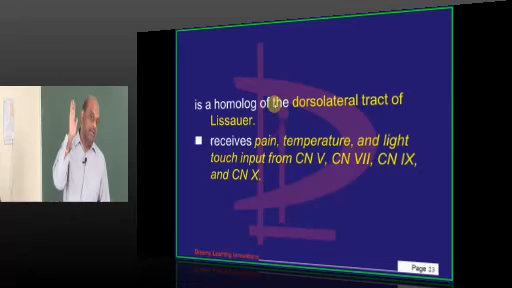 is a homolog of the dorsolateral tract of
Lissauer.
receives pain, temperature, and light
touch input from CN V, CN VII, CN IX,
and CN X.
Page 13